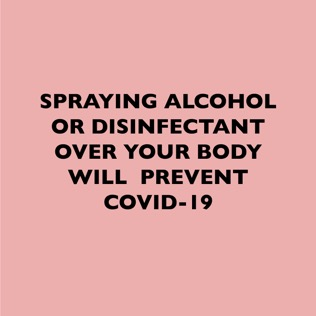 SPRAYING ALCOHOL
OR DISINFECTANT
OVER YOUR BODY
WILL PREVENT
COVID-19